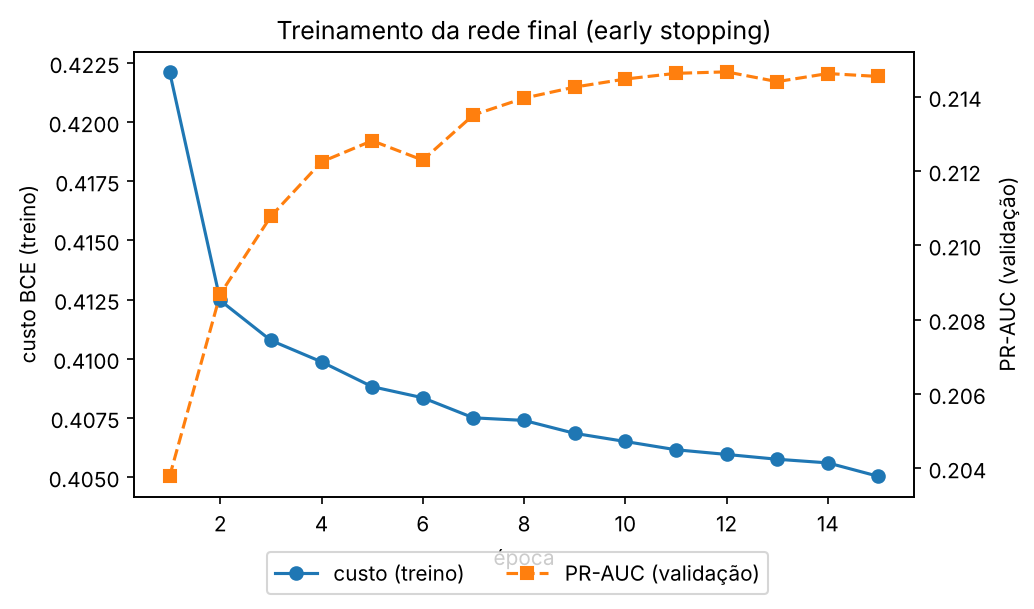 Treinamento da rede final (early stopping)
custo BCE (treino)
0.4225
0.4200
0.4175
0.4150
0.4125
0.4100
0.4075
0.4050
PR-AUC (validação)
0.214
0.212
0.210
0.208
0.206
0.204
2 4 6 8 10 12 14
época
custo (treino) PR-AUC (validação)